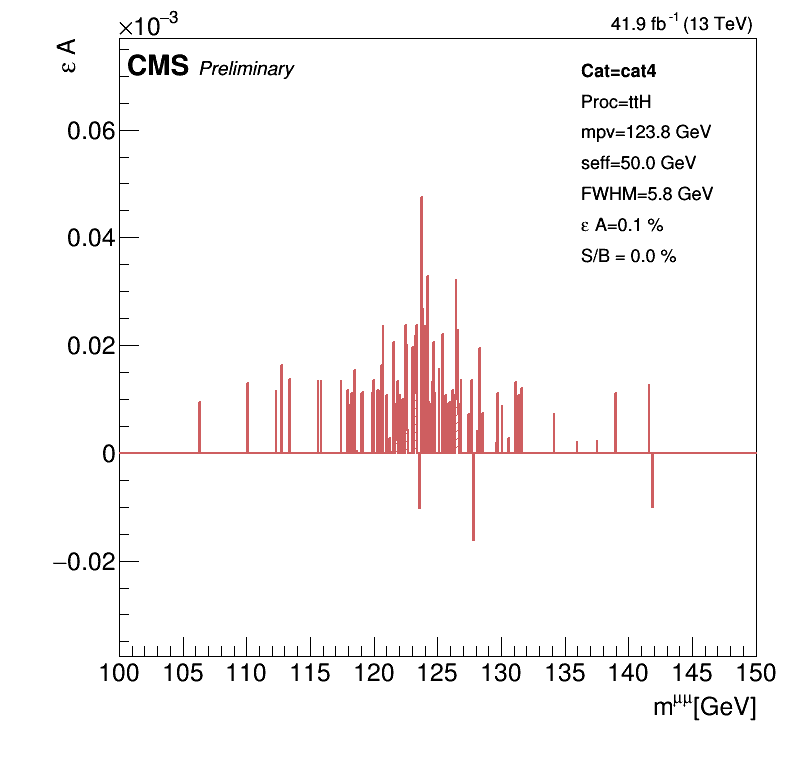 ×10⁻³
41.9 fb⁻¹ (13 TeV)
ε A
CMS Preliminary
Cat=cat4
Proc=ttH
mpv=123.8 GeV
seff=50.0 GeV
FWHM=5.8 GeV
ε A=0.1 %
S/B = 0.0 %
0.06
0.04
0.02
0
−0.02
100 105 110 115 120 125 130 135 140 145 150
m^μμ[GeV]